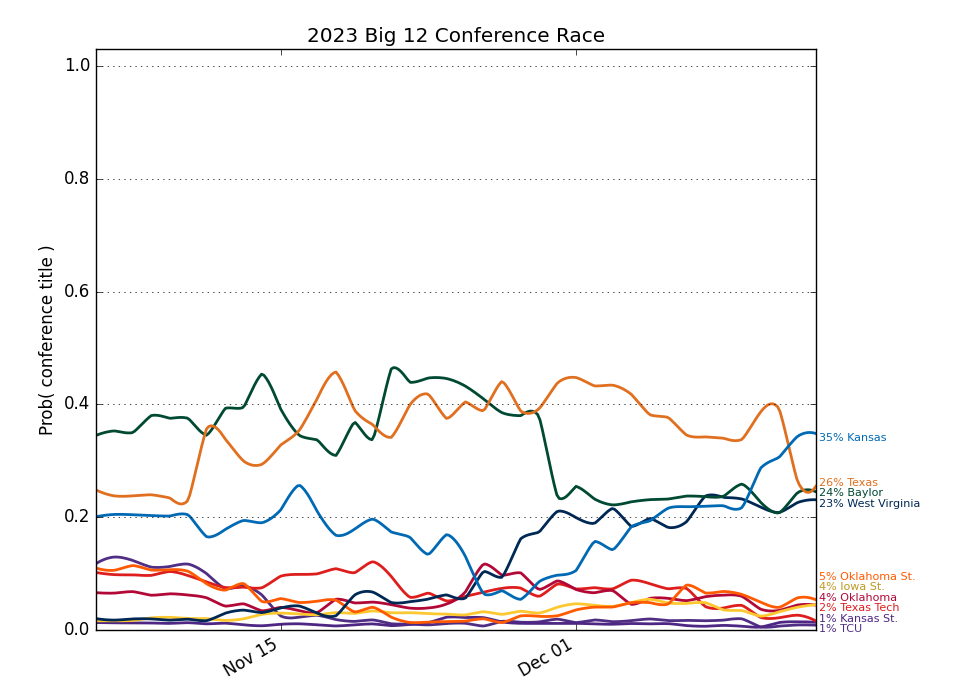 2023 Big 12 Conference Race
Prob( conference title )
1.0
0.8
0.6
0.4
0.2
0.0
Nov 15
Dec 01
35% Kansas
26% Texas
24% Baylor
23% West Virginia
5% Oklahoma St.
4% Iowa St.
4% Oklahoma
2% Texas Tech
1% Kansas St.
1% TCU